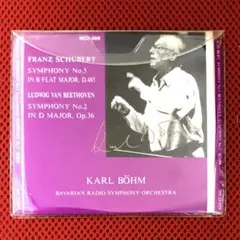 FRANZ SCHUBERT
SYMPHONY No.5
IN B FLAT MAJOR, D.485
LUDWIG VAN BEETHOVEN
SYMPHONY No.2
IN D MAJOR, Op.36
KARL BÖHM
BAVARIAN RADIO SYMPHONY ORCHESTRA